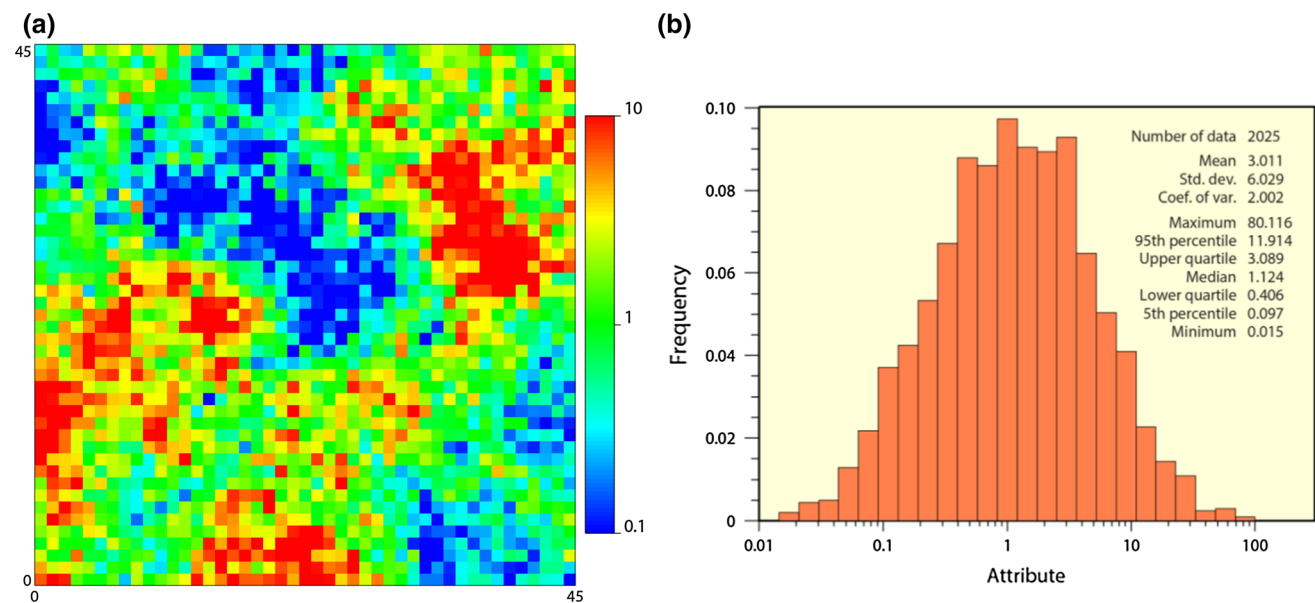 (a)
45
0
0
45
10
1
0.1
(b)
Frequency
0.10
0.08
0.06
0.04
0.02
0
0.01
0.1
1
10
100
Attribute
Number of data 2025
Mean 3.011
Std. dev. 6.029
Coef. of var. 2.002
Maximum 80.116
95th percentile 11.914
Upper quartile 3.089
Median 1.124
Lower quartile 0.406
5th percentile 0.097
Minimum 0.015